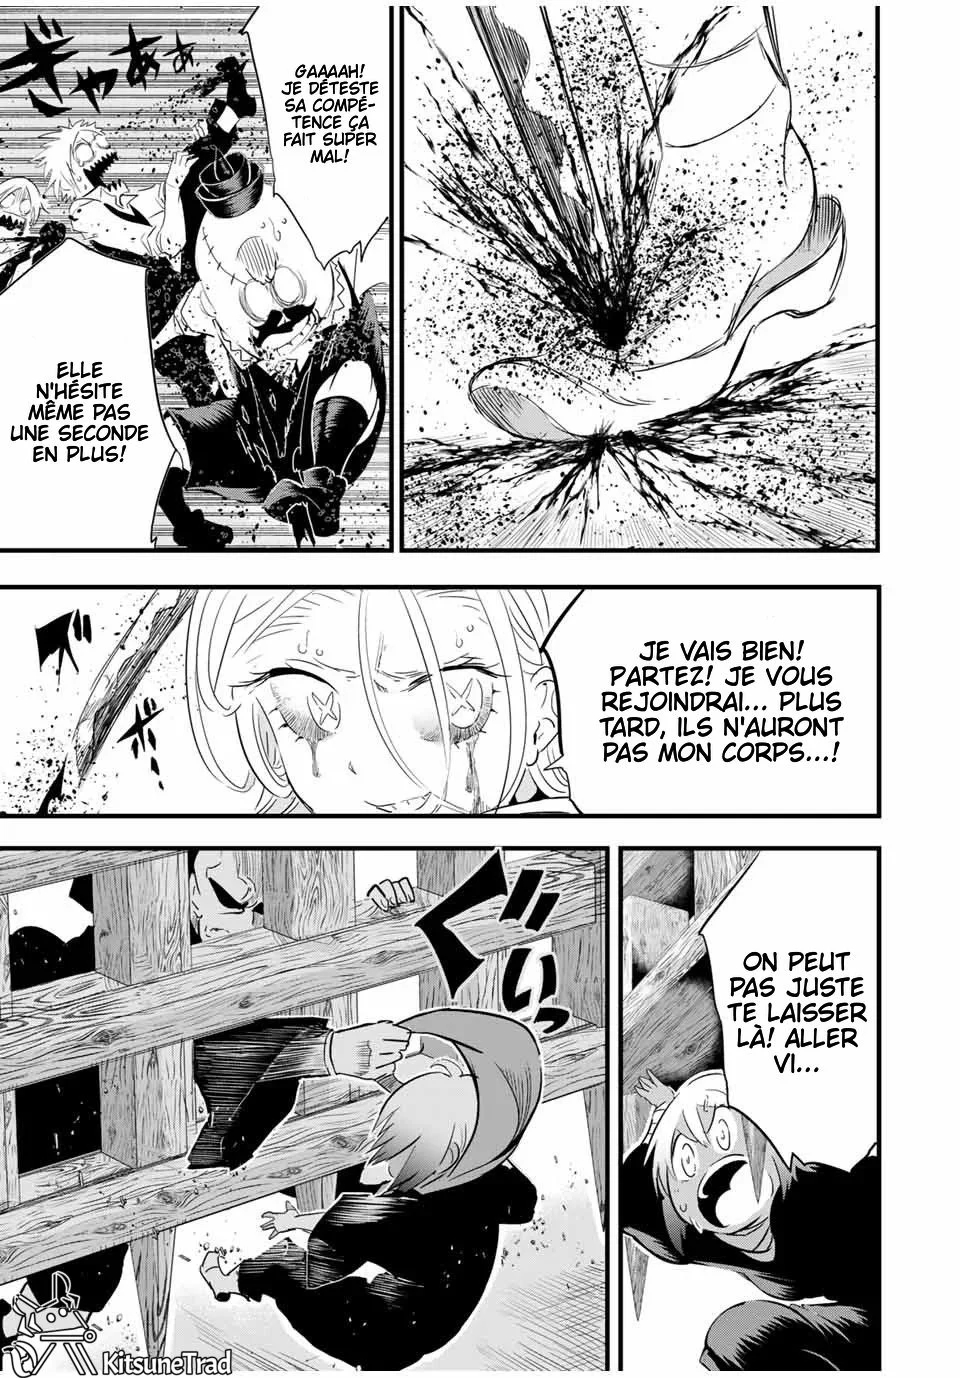 GAAAAH!
JE DÉTESTE
SA COMPÉ-
TENCE ÇA
FAIT SUPER
MAL!
ぎゃあぁ
ELLE
N'HÉSITE
MÊME PAS
UNE SECONDE
EN PLUS!
JE VAIS BIEN!
PARTEZ! JE VOUS
REJOINDRAI... PLUS
TARD, ILS N'AURONT
PAS MON CORPS...!
ON PEUT
PAS JUSTE
TE LAISSER
LÀ! ALLER
VI...
KitsuneTrad